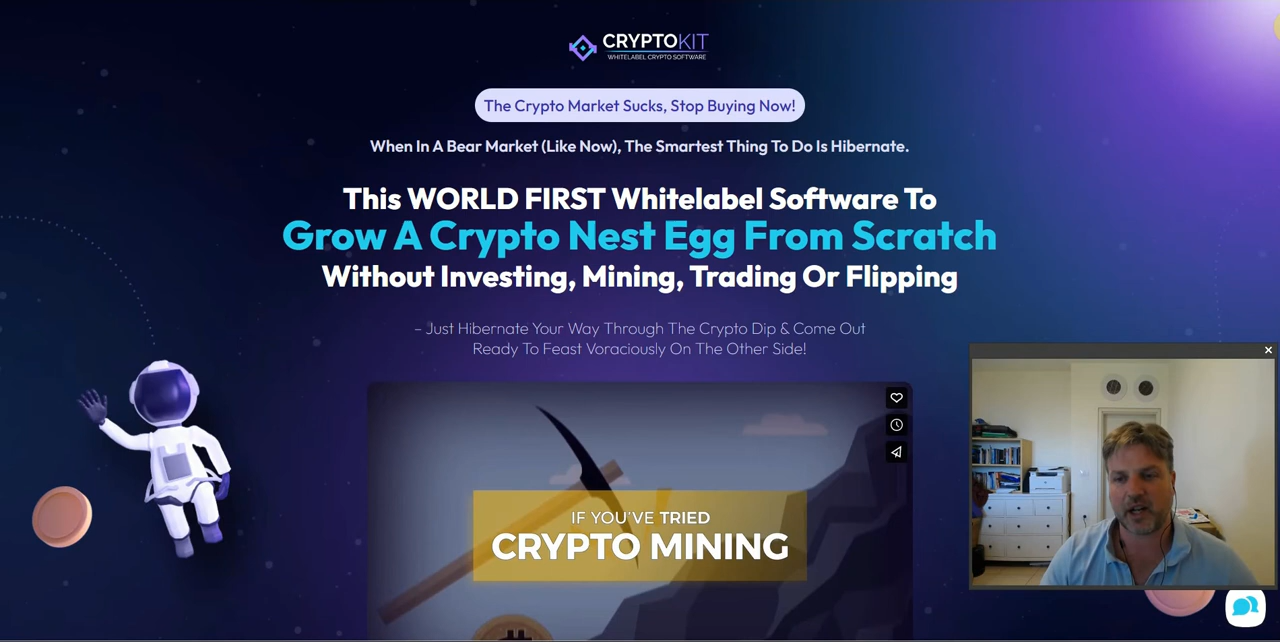 CRYPTOKIT
WHITELABEL CRYPTO SOFTWARE
The Crypto Market Sucks, Stop Buying Now!
When In A Bear Market (Like Now), The Smartest Thing To Do Is Hibernate.
This WORLD FIRST Whitelabel Software To
Grow A Crypto Nest Egg From Scratch
Without Investing, Mining, Trading Or Flipping
– Just Hibernate Your Way Through The Crypto Dip & Come Out
Ready To Feast Voraciously On The Other Side!
IF YOU'VE TRIED
CRYPTO MINING